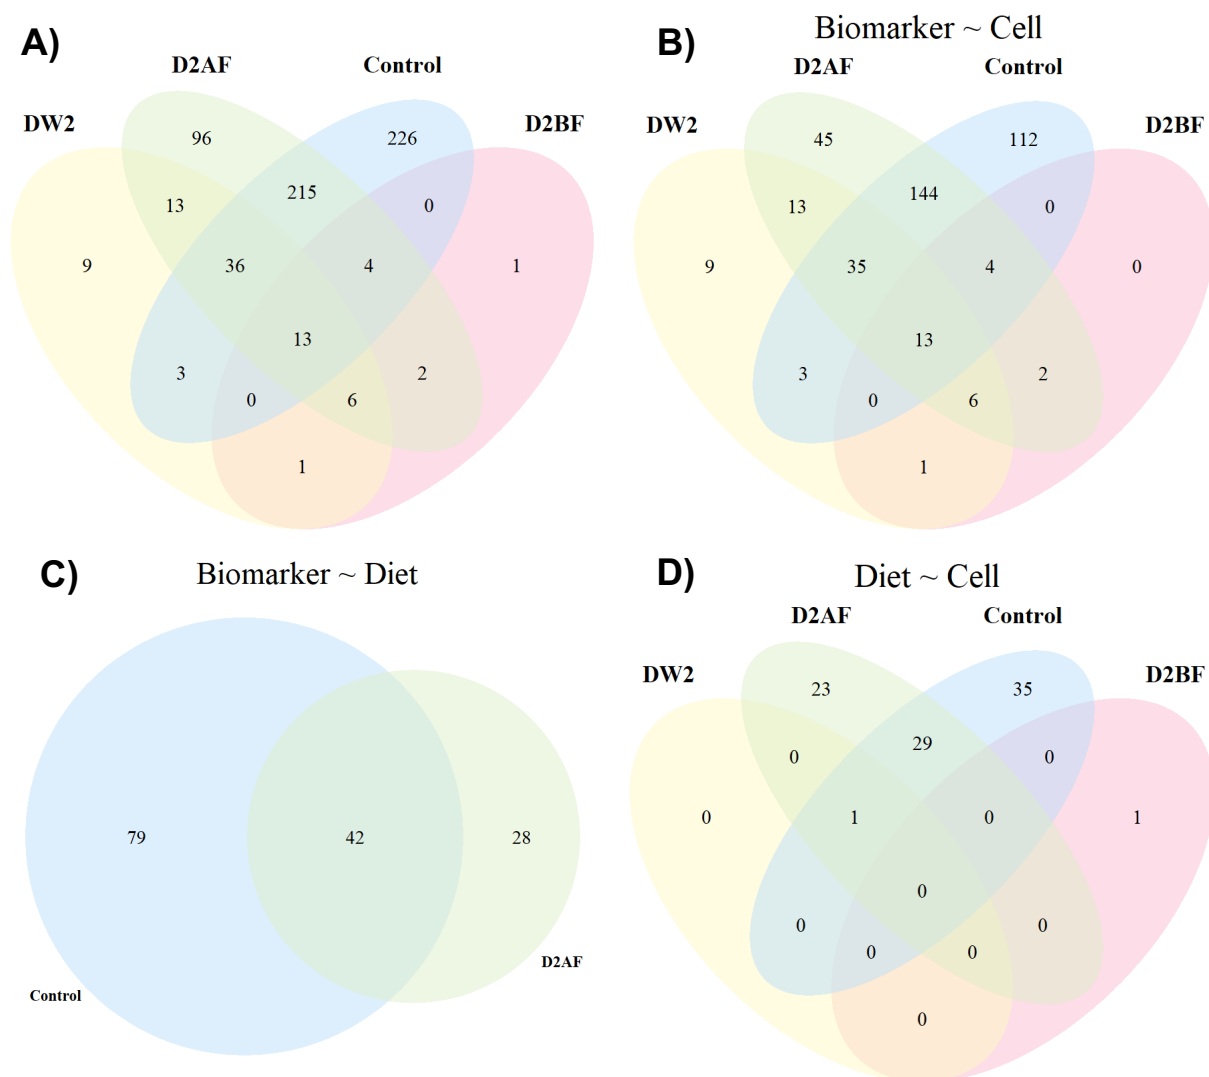 A)
D2AF
Control
DW2
D2BF
96
226
13
215
0
9
36
4
1
13
3
2
0
6
1
B)
Biomarker ~ Cell
D2AF
Control
DW2
D2BF
45
112
13
144
0
9
35
4
0
13
3
2
0
6
1
C)
Biomarker ~ Diet
79
42
28
D2AF
Control
D)
Diet ~ Cell
D2AF
Control
DW2
D2BF
23
35
0
29
0
0
1
0
1
0
0
0
0
0
0